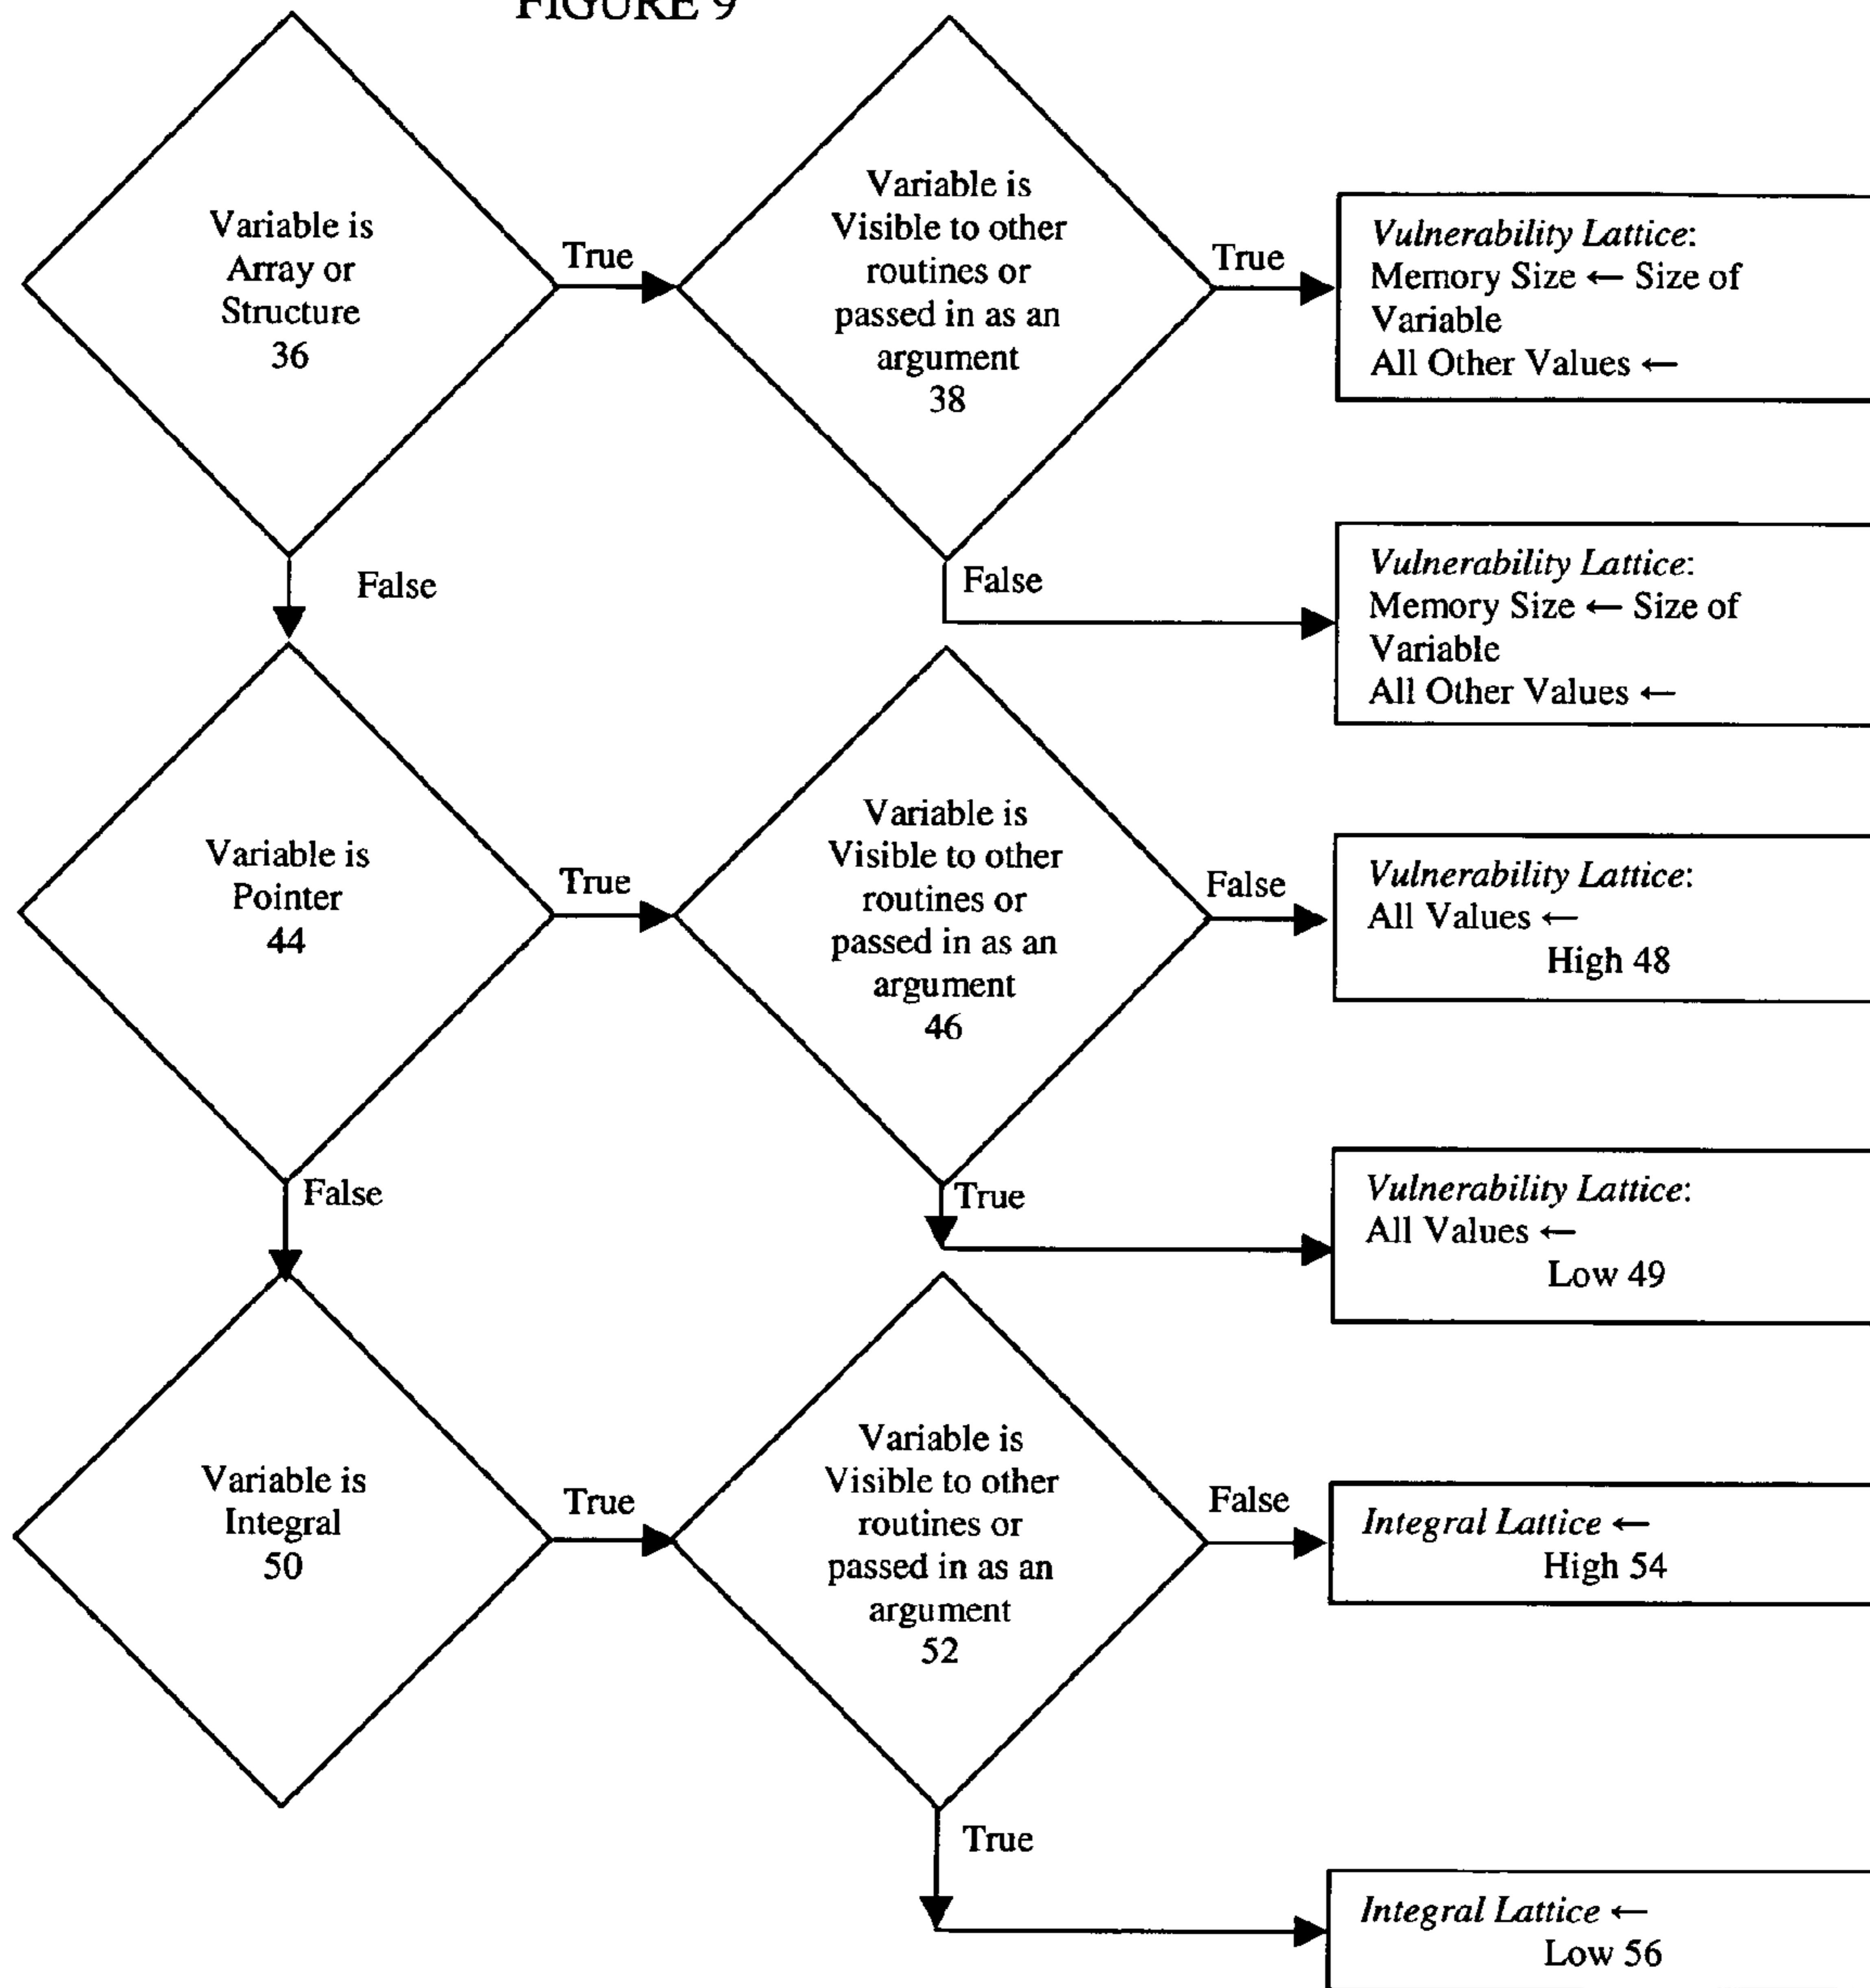 FIGURE 9
Variable is
Array or
Structure
36
True
Variable is
Visible to other
routines or
passed in as an
argument
38
True
Vulnerability Lattice:
Memory Size ← Size of
Variable
All Other Values ←
False
False
Vulnerability Lattice:
Memory Size ← Size of
Variable
All Other Values ←
Variable is
Pointer
44
True
Variable is
Visible to other
routines or
passed in as an
argument
46
False
Vulnerability Lattice:
All Values ←
High 48
False
True
Vulnerability Lattice:
All Values ←
Low 49
Variable is
Integral
50
True
Variable is
Visible to other
routines or
passed in as an
argument
52
False
Integral Lattice ←
High 54
True
Integral Lattice ←
Low 56